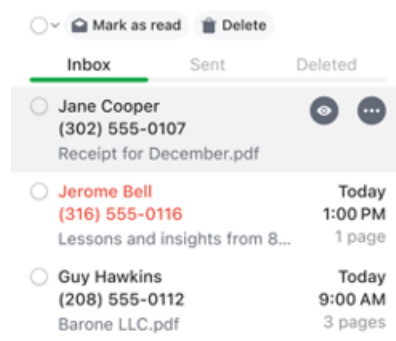 Mark as read Delete
Inbox Sent Deleted
Jane Cooper
(302) 555-0107
Receipt for December.pdf
Jerome Bell Today
(316) 555-0116 1:00 PM
Lessons and insights from 8... 1 page
Guy Hawkins Today
(208) 555-0112 9:00 AM
Barone LLC.pdf 3 pages